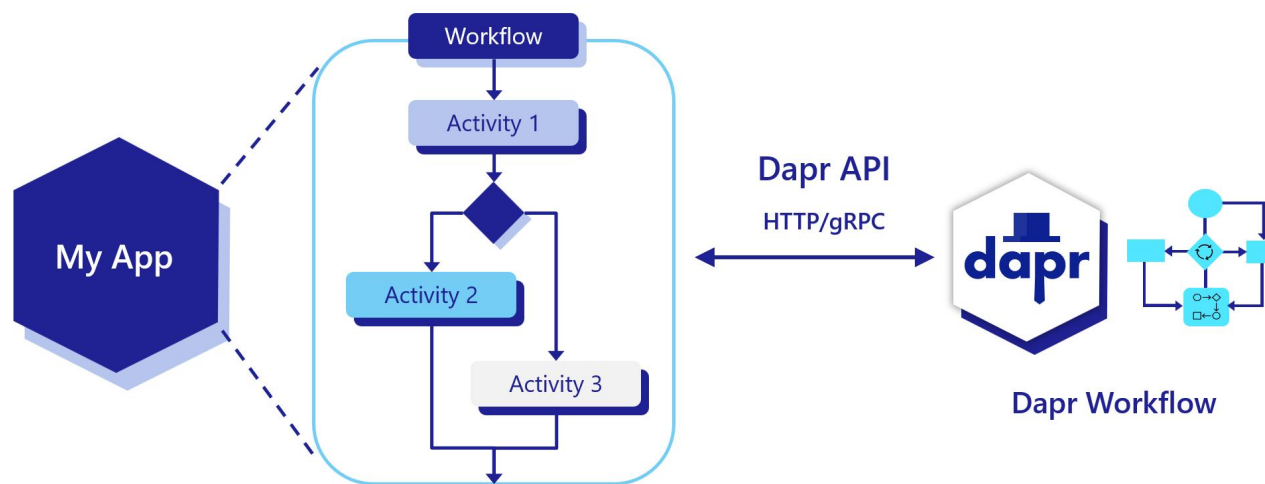 Workflow
Activity 1
Dapr API
HTTP/gRPC
My App
dapr
Activity 2
Activity 3
Dapr Workflow